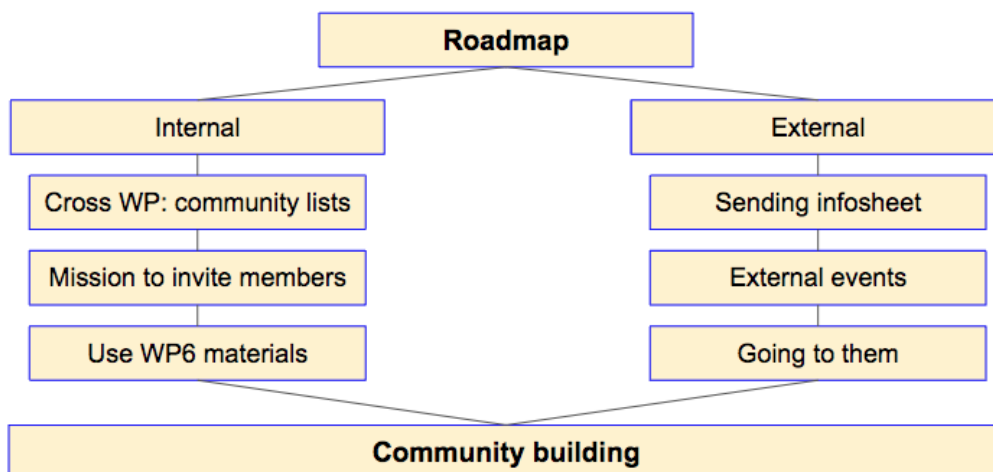 Roadmap
Internal
External
Cross WP: community lists
Sending infosheet
Mission to invite members
External events
Use WP6 materials
Going to them
Community building